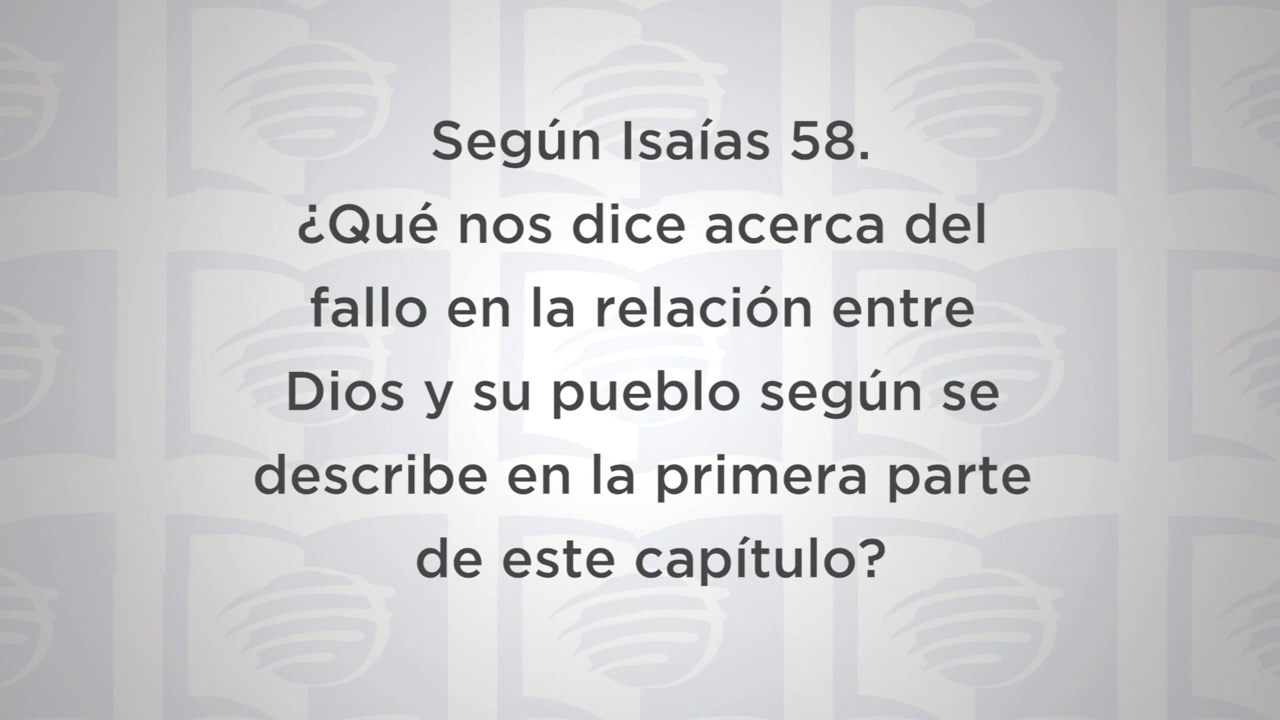 Según Isaías 58.
¿Qué nos dice acerca del
fallo en la relación entre
Dios y su pueblo según se
describe en la primera parte
de este capítulo?